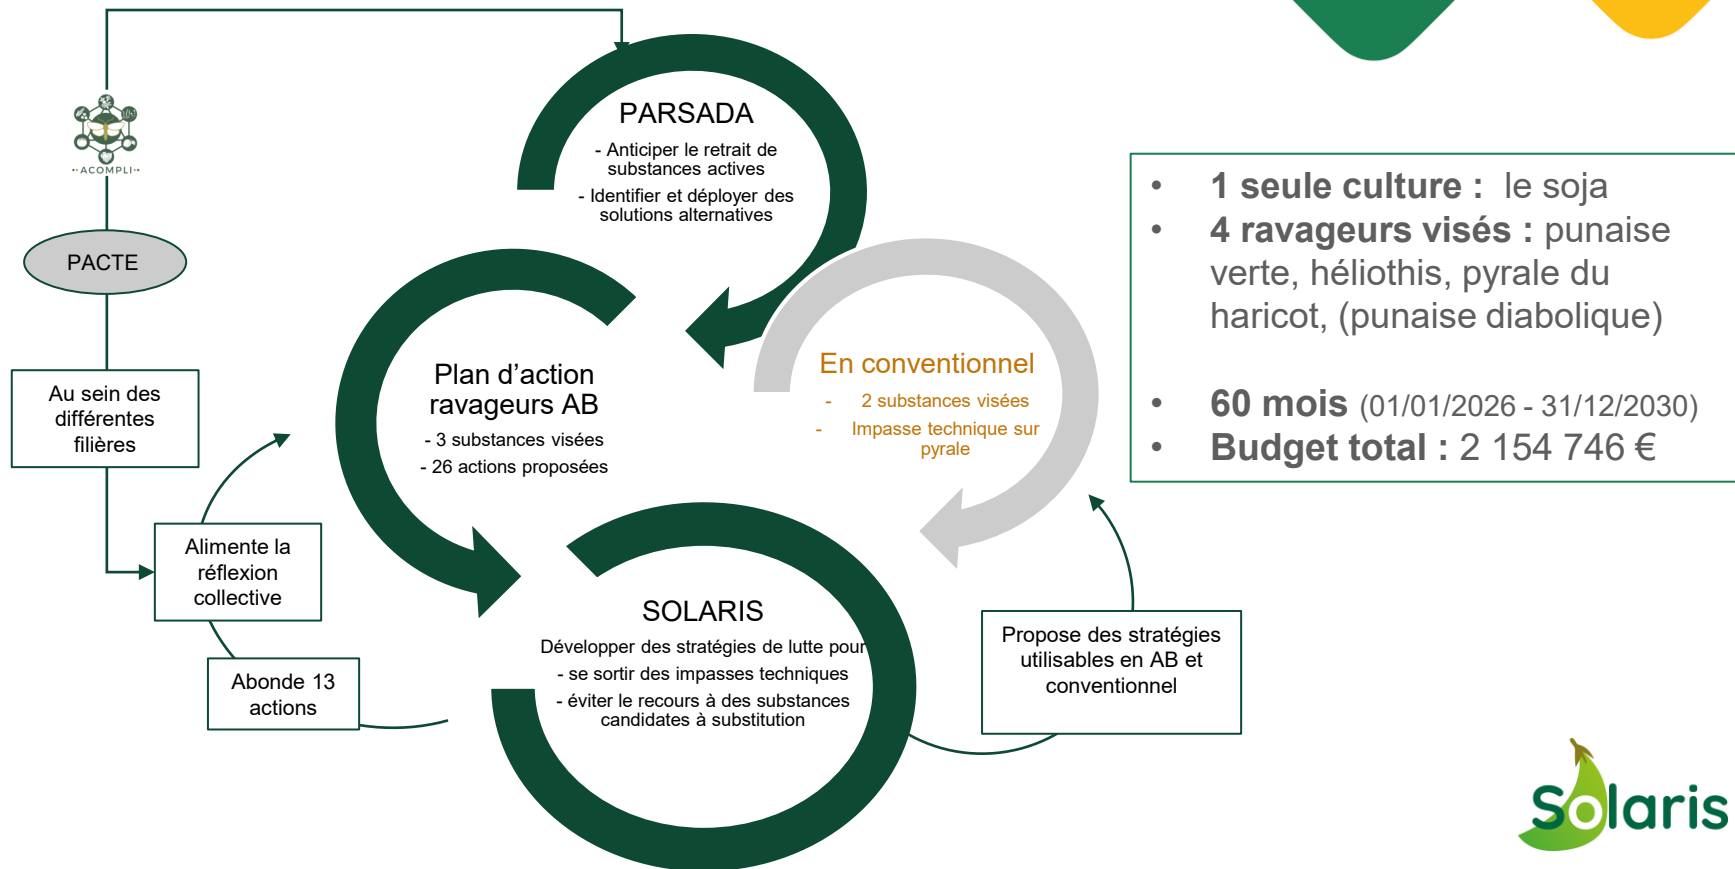 PARSADA
- Anticiper le retrait de
substances actives
- Identifier et déployer des
solutions alternatives
••ACOMPLI••
PACTE
Au sein des
différentes
filières
Alimente la
réflexion
collective
Abonde 13
actions
Plan d’action
ravageurs AB
- 3 substances visées
- 26 actions proposées
En conventionnel
- 2 substances visées
- Impasse technique sur
pyrale
SOLARIS
Développer des stratégies de lutte pour
- se sortir des impasses techniques
- éviter le recours à des substances
candidates à substitution
Propose des stratégies
utilisables en AB et
conventionnel
• 1 seule culture : le soja
• 4 ravageurs visés : punaise
verte, héliothis, pyrale du
haricot, (punaise diabolique)
• 60 mois (01/01/2026 - 31/12/2030)
• Budget total : 2 154 746 €
Solaris